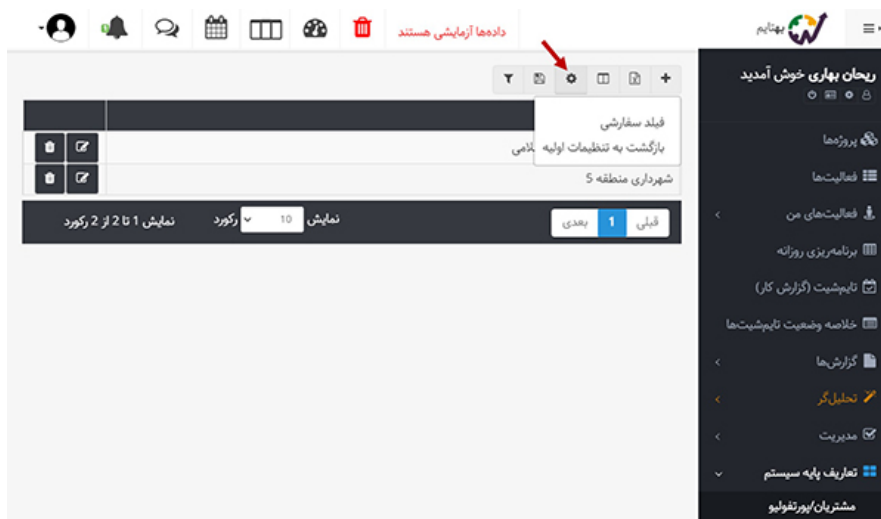 بهتایم
داده‌ها آزمایشی هستند
ریحان بهاری خوش آمدید
پروژه‌ها
فعالیت‌ها
فعالیت‌های من
برنامه‌ریزی روزانه
تایم‌شیت (گزارش کار)
خلاصه وضعیت تایم‌شیت‌ها
گزارش‌ها
تحلیل‌گر
مدیریت
تعاریف پایه سیستم
مشتریان/پورتفولیو
فیلد سفارشی
بازگشت به تنظیمات اولیه
شهرداری منطقه 5
قبلی 1 بعدی
نمایش 10 رکورد
نمایش 1 تا 2 از 2 رکورد